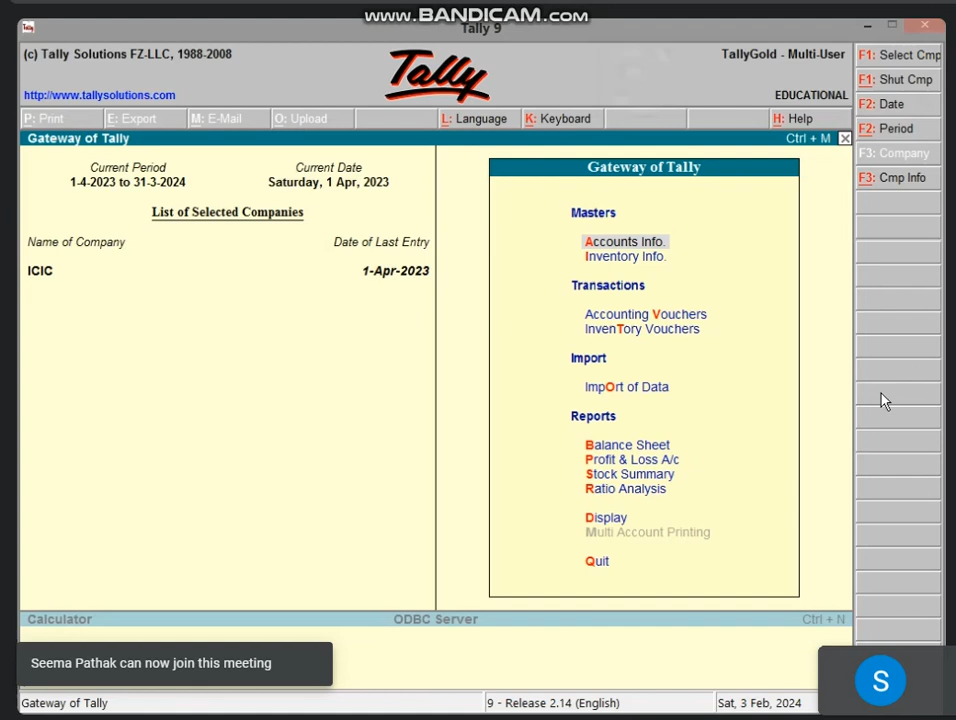 www.BANDICAM.com
Tally 9
(c) Tally Solutions FZ-LLC, 1988-2008
Tally
TallyGold - Multi-User
http://www.tallysolutions.com
EDUCATIONAL
P: Print
E: Export
M: E-Mail
O: Upload
L: Language
K: Keyboard
H: Help
Gateway of Tally
Ctrl + M
Current Period
1-4-2023 to 31-3-2024
Current Date
Saturday, 1 Apr, 2023
List of Selected Companies
Name of Company
Date of Last Entry
ICIC
1-Apr-2023
Gateway of Tally
Masters
Accounts Info.
Inventory Info.
Transactions
Accounting Vouchers
InvenTory Vouchers
Import
ImpOrt of Data
Reports
Balance Sheet
Profit & Loss A/c
Stock Summary
Ratio Analysis
Display
Multi Account Printing
Quit
F1: Select Cmp
F1: Shut Cmp
F2: Date
F2: Period
F3: Company
F3: Cmp Info
Calculator
ODBC Server
Ctrl + N
Seema Pathak can now join this meeting
S
Gateway of Tally
9 - Release 2.14 (English)
Sat, 3 Feb, 2024